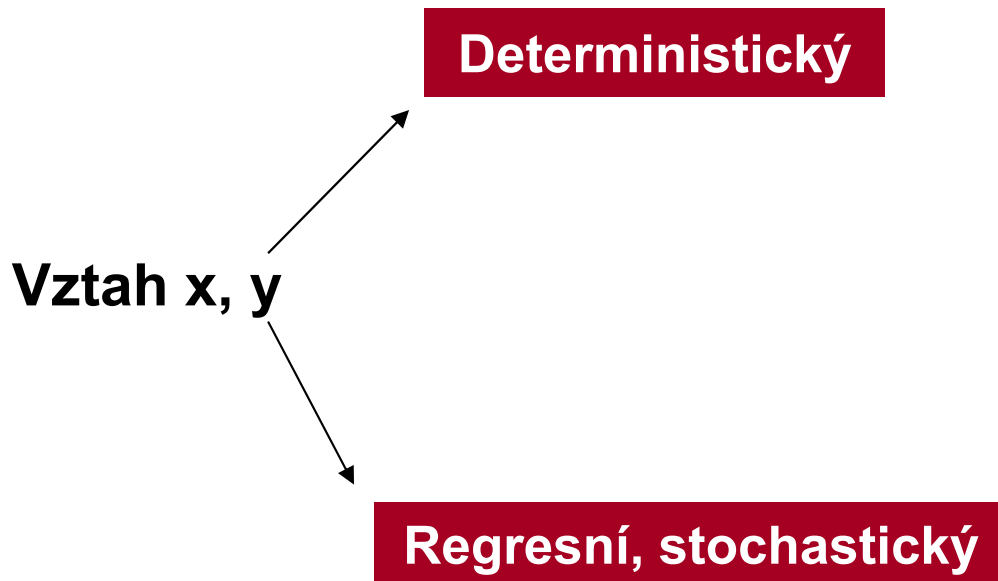 Deterministický
Vztah x, y
Regresní, stochastický